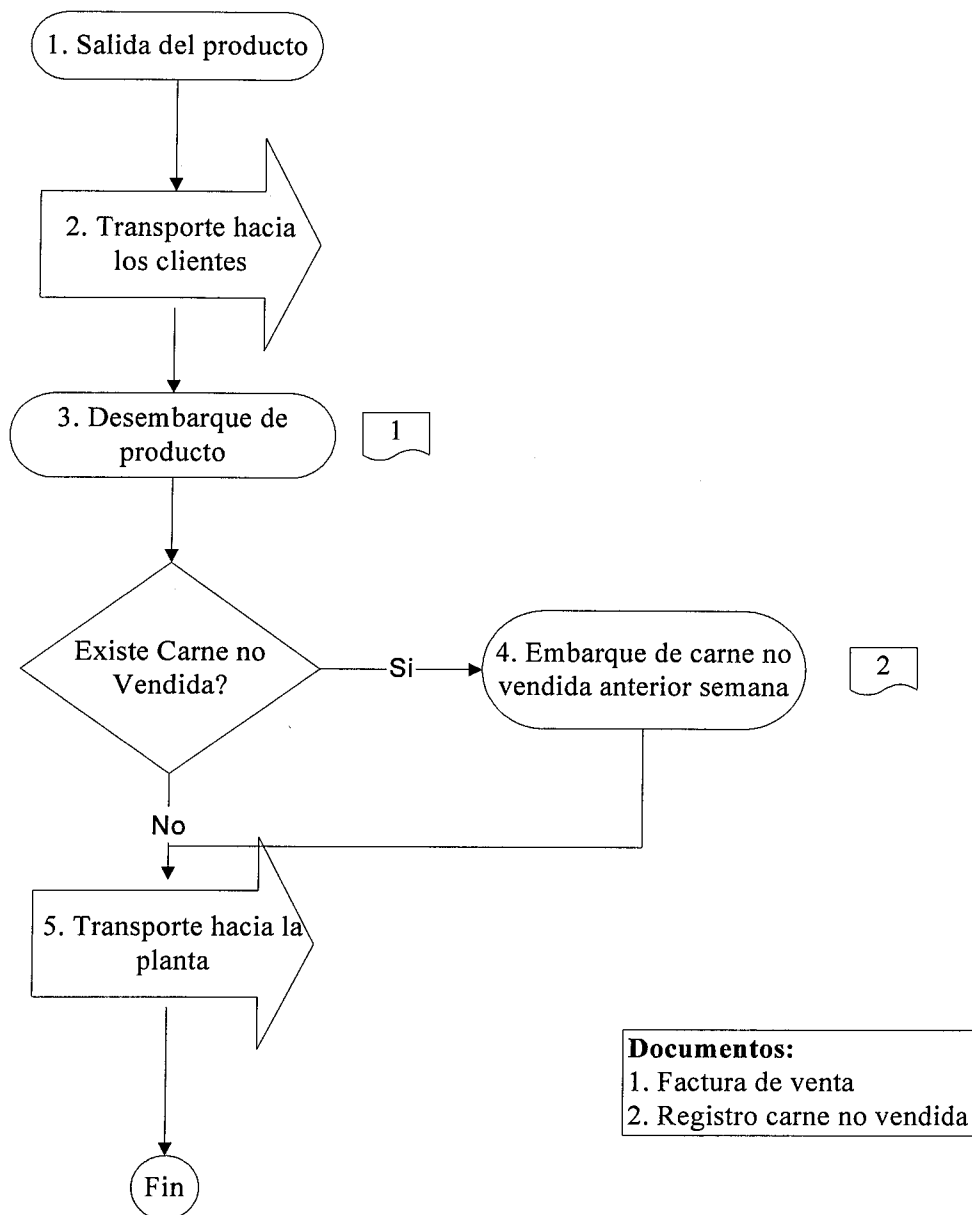 1. Salida del producto
2. Transporte hacia
los clientes
3. Desembarque de
producto
1
Existe Carne no
Vendida?
Si
4. Embarque de carne no
vendida anterior semana
2
No
5. Transporte hacia la
planta
Documentos:
1. Factura de venta
2. Registro carne no vendida
Fin